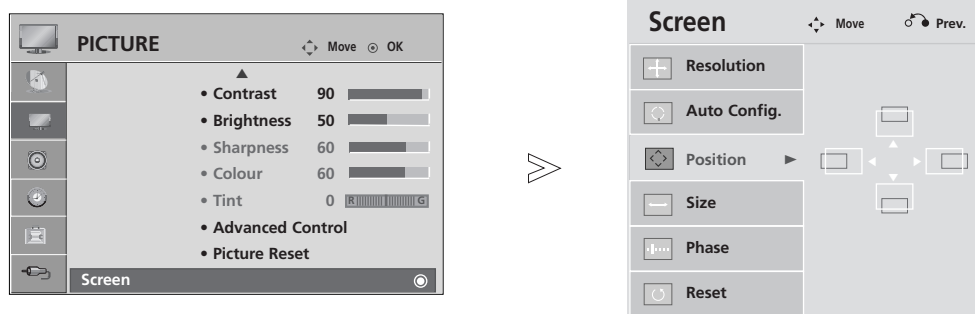 PICTURE
Move OK
• Contrast 90
• Brightness 50
• Sharpness 60
• Colour 60
• Tint 0 R G
• Advanced Control
• Picture Reset
Screen
Screen
Move Prev.
Resolution
Auto Config.
Position
Size
Phase
Reset